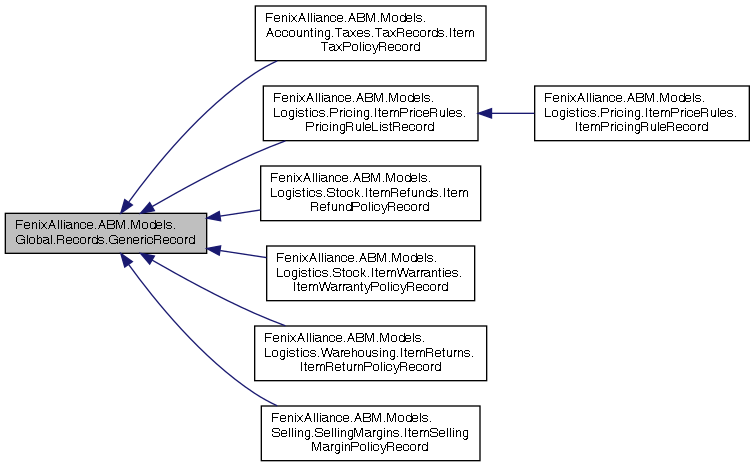 FenixAlliance.ABM.Models.
Accounting.Taxes.TaxRecords.Item
TaxPolicyRecord
FenixAlliance.ABM.Models.
Logistics.Pricing.ItemPriceRules.
PricingRuleListRecord
FenixAlliance.ABM.Models.
Logistics.Pricing.ItemPriceRules.
ItemPricingRuleRecord
FenixAlliance.ABM.Models.
Logistics.Stock.ItemRefunds.Item
RefundPolicyRecord
FenixAlliance.ABM.Models.
Global.Records.GenericRecord
FenixAlliance.ABM.Models.
Logistics.Stock.ItemWarranties.
ItemWarrantyPolicyRecord
FenixAlliance.ABM.Models.
Logistics.Warehousing.ItemReturns.
ItemReturnPolicyRecord
FenixAlliance.ABM.Models.
Selling.SellingMargins.ItemSelling
MarginPolicyRecord